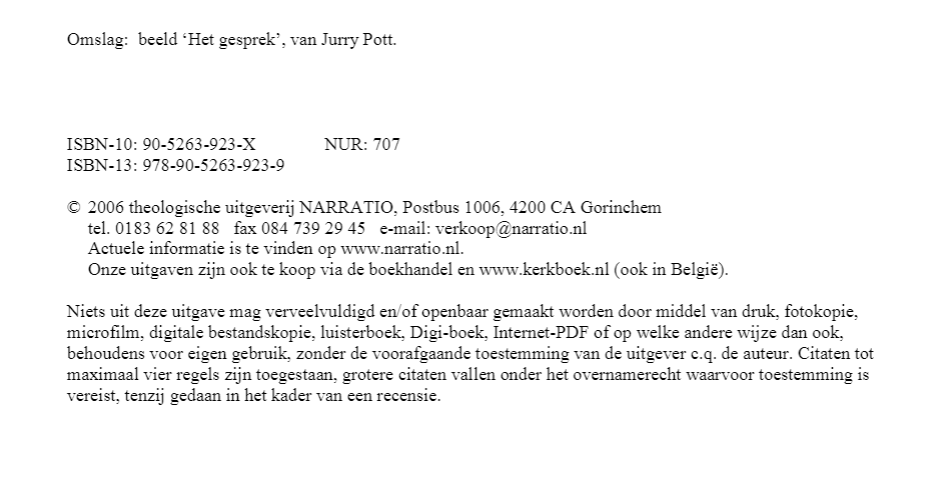 Omslag:  beeld ‘Het gesprek’, van Jurry Pott.
ISBN-10: 90-5263-923-X NUR: 707
ISBN-13: 978-90-5263-923-9
© 2006 theologische uitgeverij NARRATIO, Postbus 1006, 4200 CA Gorinchem
tel. 0183 62 81 88   fax 084 739 29 45   e-mail: verkoop@narratio.nl
Actuele informatie is te vinden op www.narratio.nl.
Onze uitgaven zijn ook te koop via de boekhandel en www.kerkboek.nl (ook in België).
Niets uit deze uitgave mag verveelvuldigd en/of openbaar gemaakt worden door middel van druk, fotokopie,
microfilm, digitale bestandskopie, luisterboek, Digi-boek, Internet-PDF of op welke andere wijze dan ook,
behoudens voor eigen gebruik, zonder de voorafgaande toestemming van de uitgever c.q. de auteur. Citaten tot
maximaal vier regels zijn toegestaan, grotere citaten vallen onder het overnamerecht waarvoor toestemming is
vereist, tenzij gedaan in het kader van een recensie.